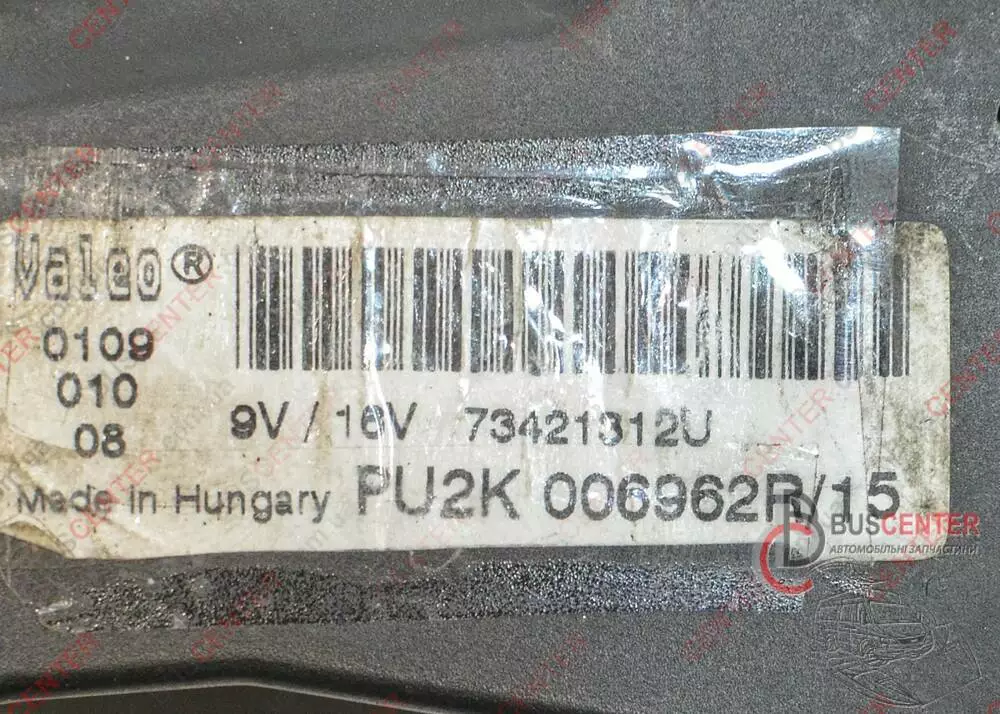 Valeo®
0109
010
08
9V / 16V 73421312U
Made in Hungary PU2K 006962R/15
BUSCENTER
АВТОМОБІЛЬНІ ЗАПЧАСТИНИ